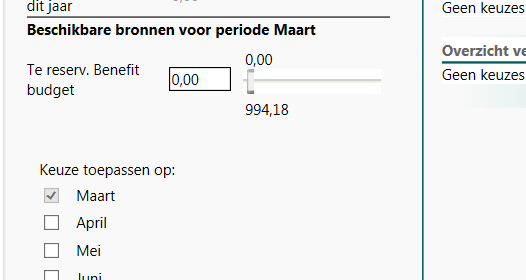 dit jaar
Beschikbare bronnen voor periode Maart
Te reserv. Benefit
budget
0,00
0,00
994,18
Keuze toepassen op:
Maart
April
Mei
Juni
Geen keuzes
Overzicht ve
Geen keuzes